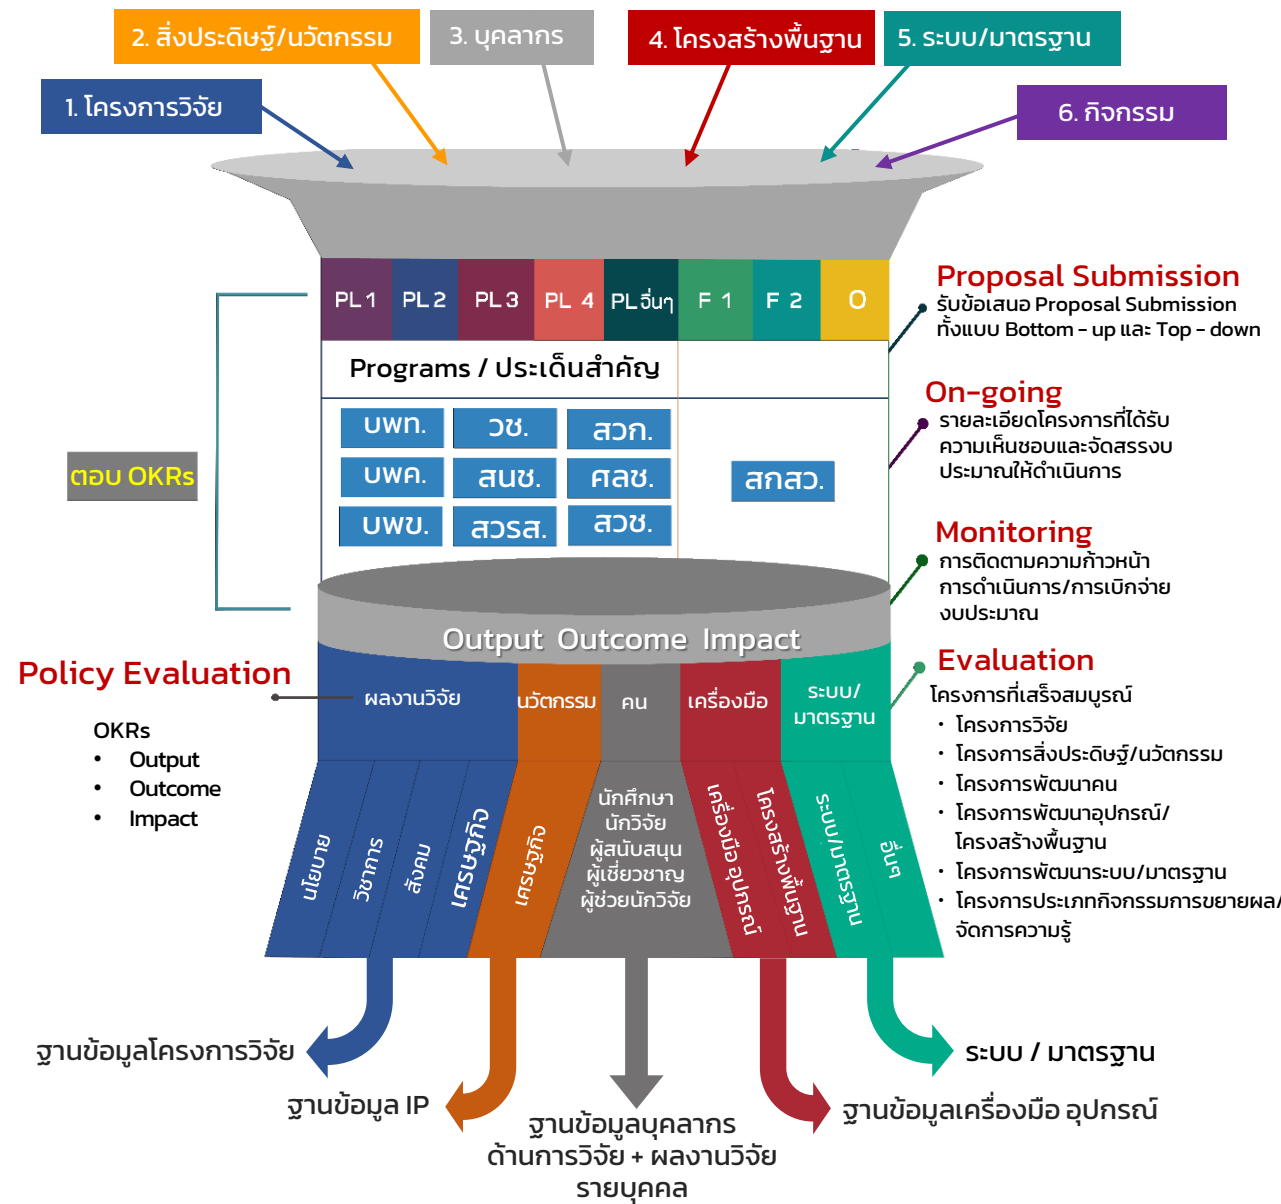 2. สิ่งประดิษฐ์/นวัตกรรม
3. บุคลากร
4. โครงสร้างพื้นฐาน
5. ระบบ/มาตรฐาน
1. โครงการวิจัย
6. กิจกรรม
PL 1
PL 2
PL 3
PL 4
PL อื่นๆ
F 1
F 2
O
Programs / ประเด็นสำคัญ
บพท.
วช.
สวก.
บพค.
สนช.
ศลช.
บพข.
สวรส.
สวช.
สกสว.
ตอบ OKRs
Proposal Submission
รับข้อเสนอ Proposal Submission
ทั้งแบบ Bottom - up และ Top - down
On-going
รายละเอียดโครงการที่ได้รับ
ความเห็นชอบและจัดสรรงบ
ประมาณให้ดำเนินการ
Monitoring
การติดตามความก้าวหน้า
การดำเนินการ/การเบิกจ่าย
งบประมาณ
Output Outcome Impact
Policy Evaluation
OKRs
• Output
• Outcome
• Impact
Evaluation
โครงการที่เสร็จสมบูรณ์
• โครงการวิจัย
• โครงการสิ่งประดิษฐ์/นวัตกรรม
• โครงการพัฒนาคน
• โครงการพัฒนาอุปกรณ์/
โครงสร้างพื้นฐาน
• โครงการพัฒนาระบบ/มาตรฐาน
• โครงการประเภทกิจกรรมการขยายผล/
จัดการความรู้
ผลงานวิจัย
นวัตกรรม
คน
เครื่องมือ
ระบบ/
มาตรฐาน
นโยบาย
วิชาการ
สังคม
เศรษฐกิจ
เศรษฐกิจ
นักศึกษา
นักวิจัย
ผู้สนับสนุน
ผู้เชี่ยวชาญ
ผู้ช่วยนักวิจัย
เครื่องมือ อุปกรณ์
โครงสร้างพื้นฐาน
ระบบ/มาตรฐาน
อื่นๆ
ฐานข้อมูลโครงการวิจัย
ฐานข้อมูล IP
ฐานข้อมูลบุคลากร
ด้านการวิจัย + ผลงานวิจัย
รายบุคคล
ฐานข้อมูลเครื่องมือ อุปกรณ์
ระบบ / มาตรฐาน